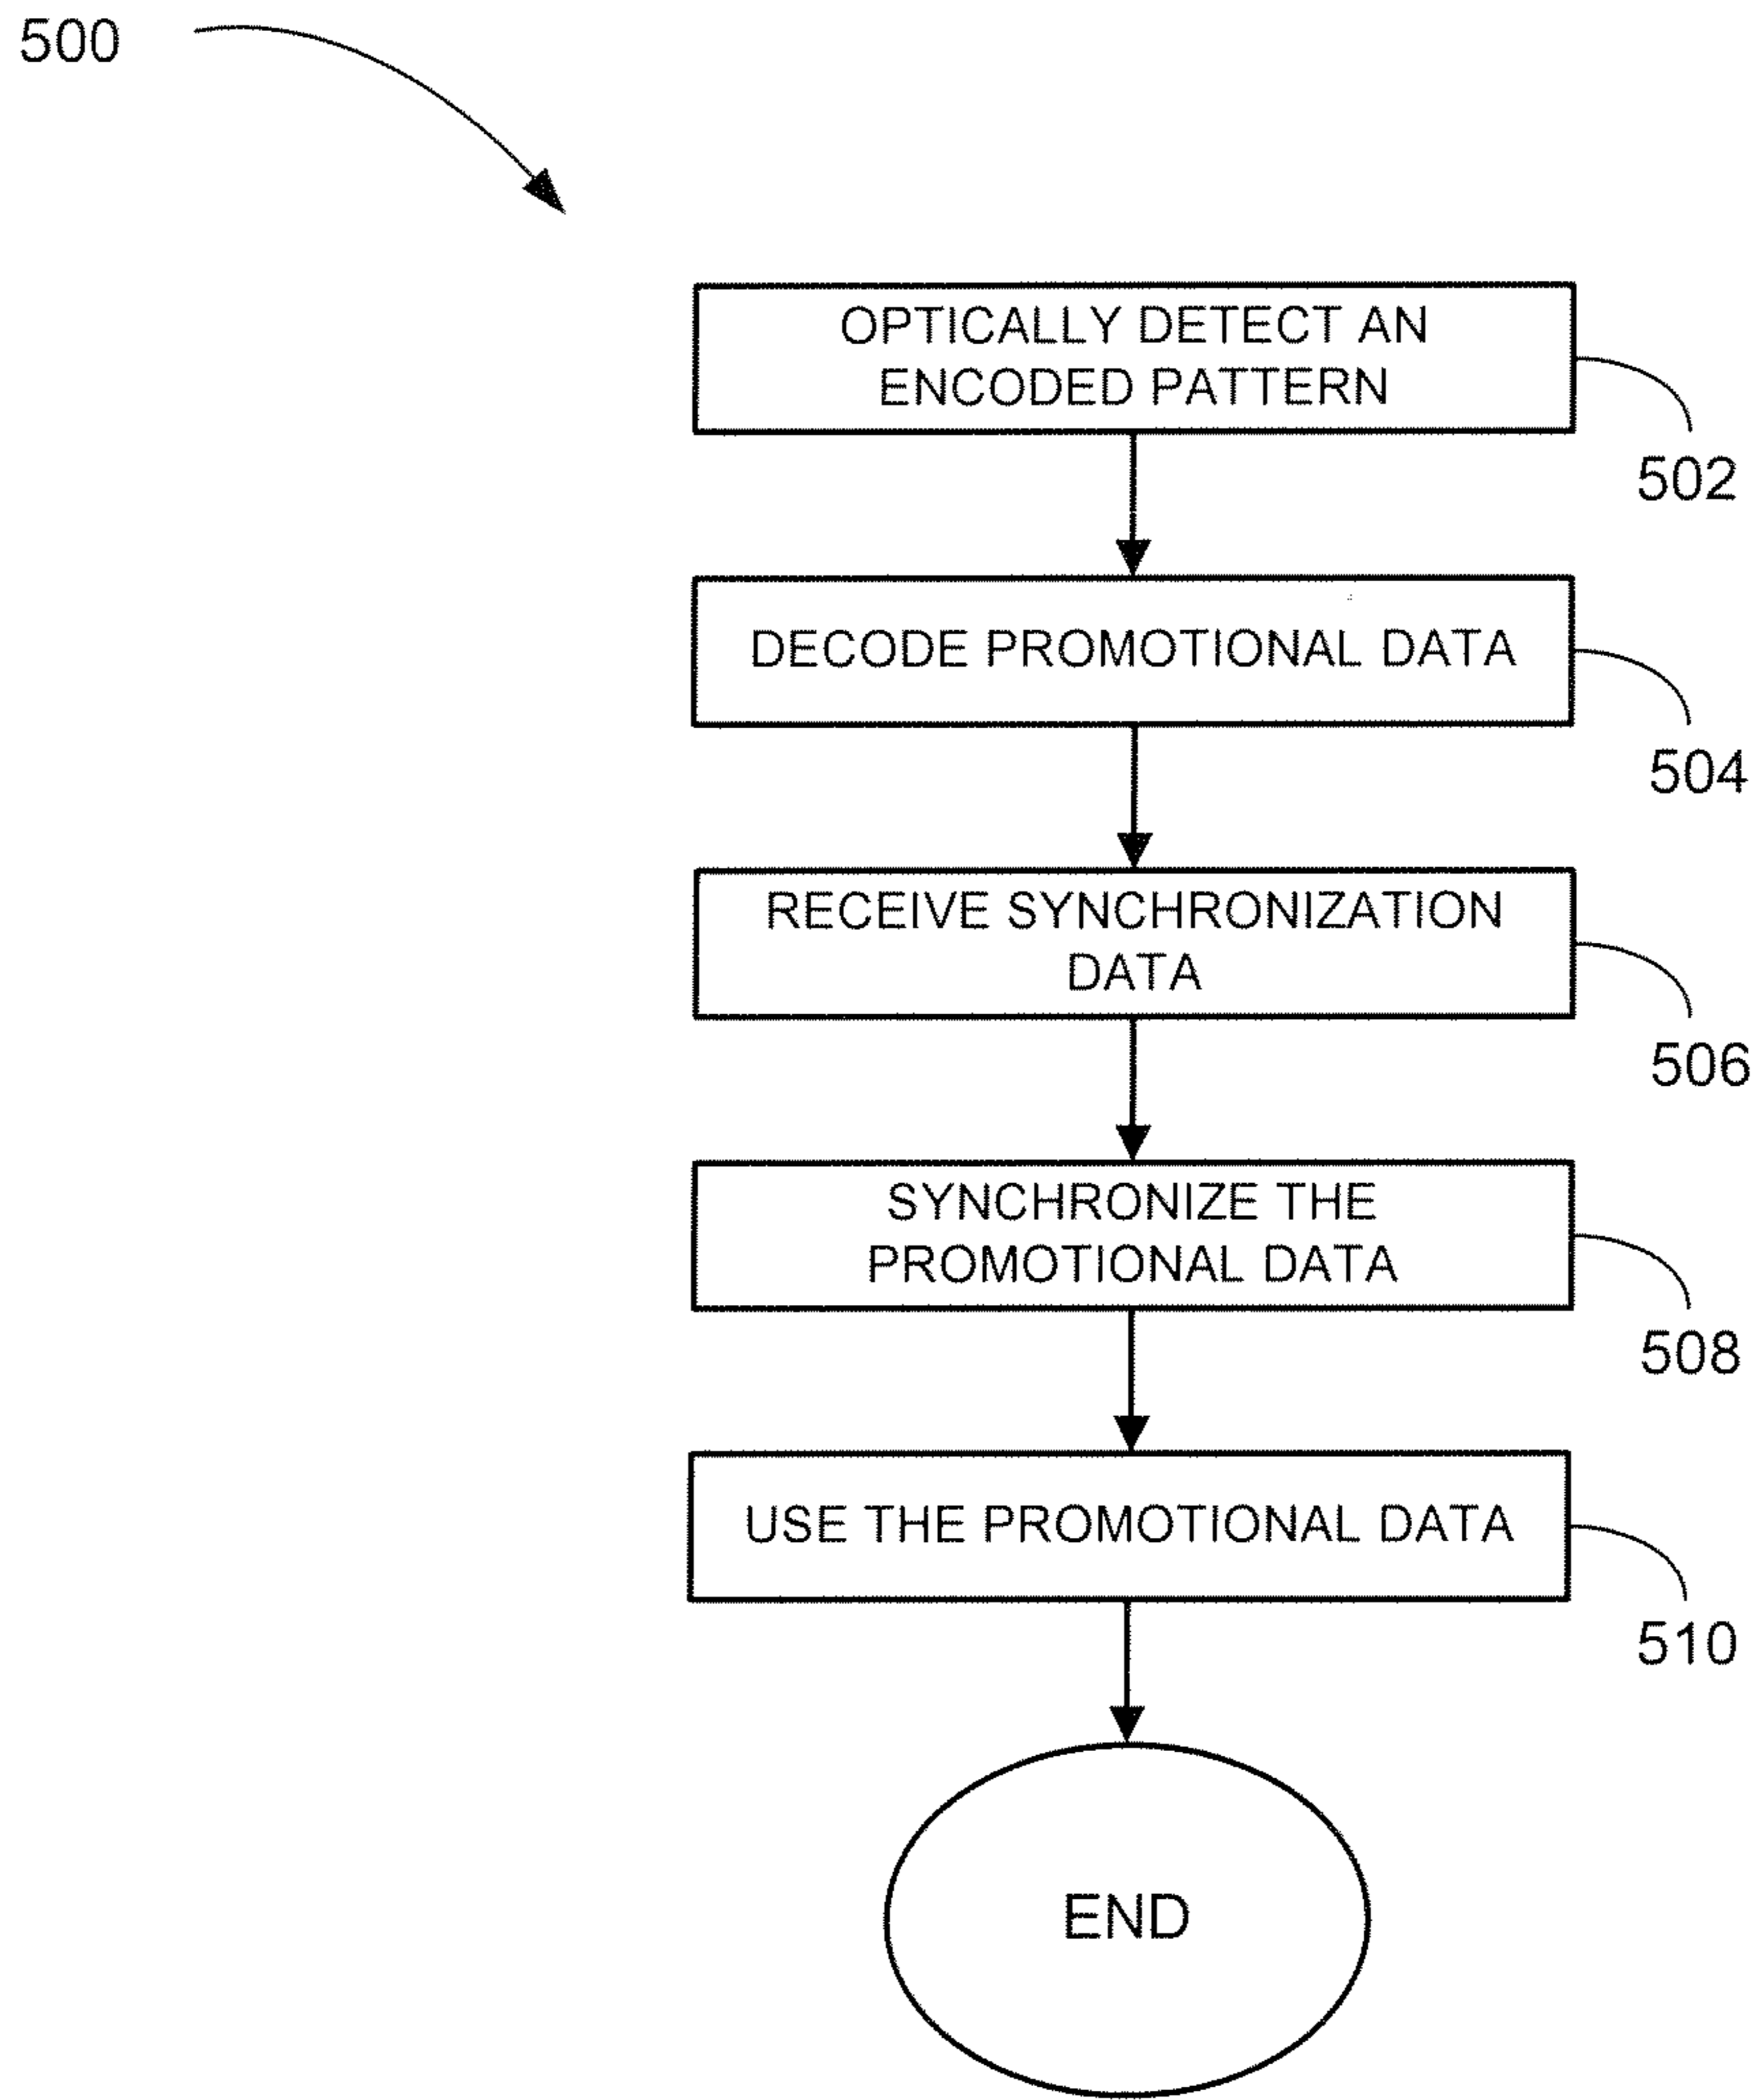 500
OPTICALLY DETECT AN
ENCODED PATTERN
502
DECODE PROMOTIONAL DATA
504
RECEIVE SYNCHRONIZATION
DATA
506
SYNCHRONIZE THE
PROMOTIONAL DATA
508
USE THE PROMOTIONAL DATA
510
END